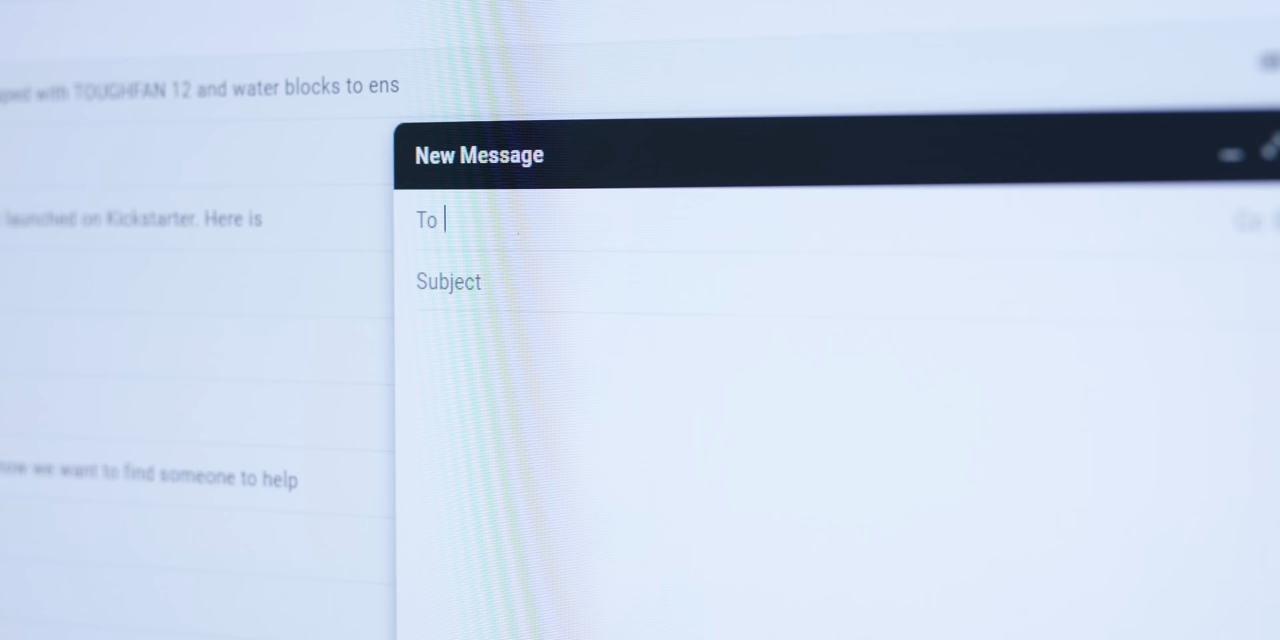 with TOUGHFAN 12 and water blocks to ens
New Message
To
launched on Kickstarter. Here is
Subject
now we want to find someone to help